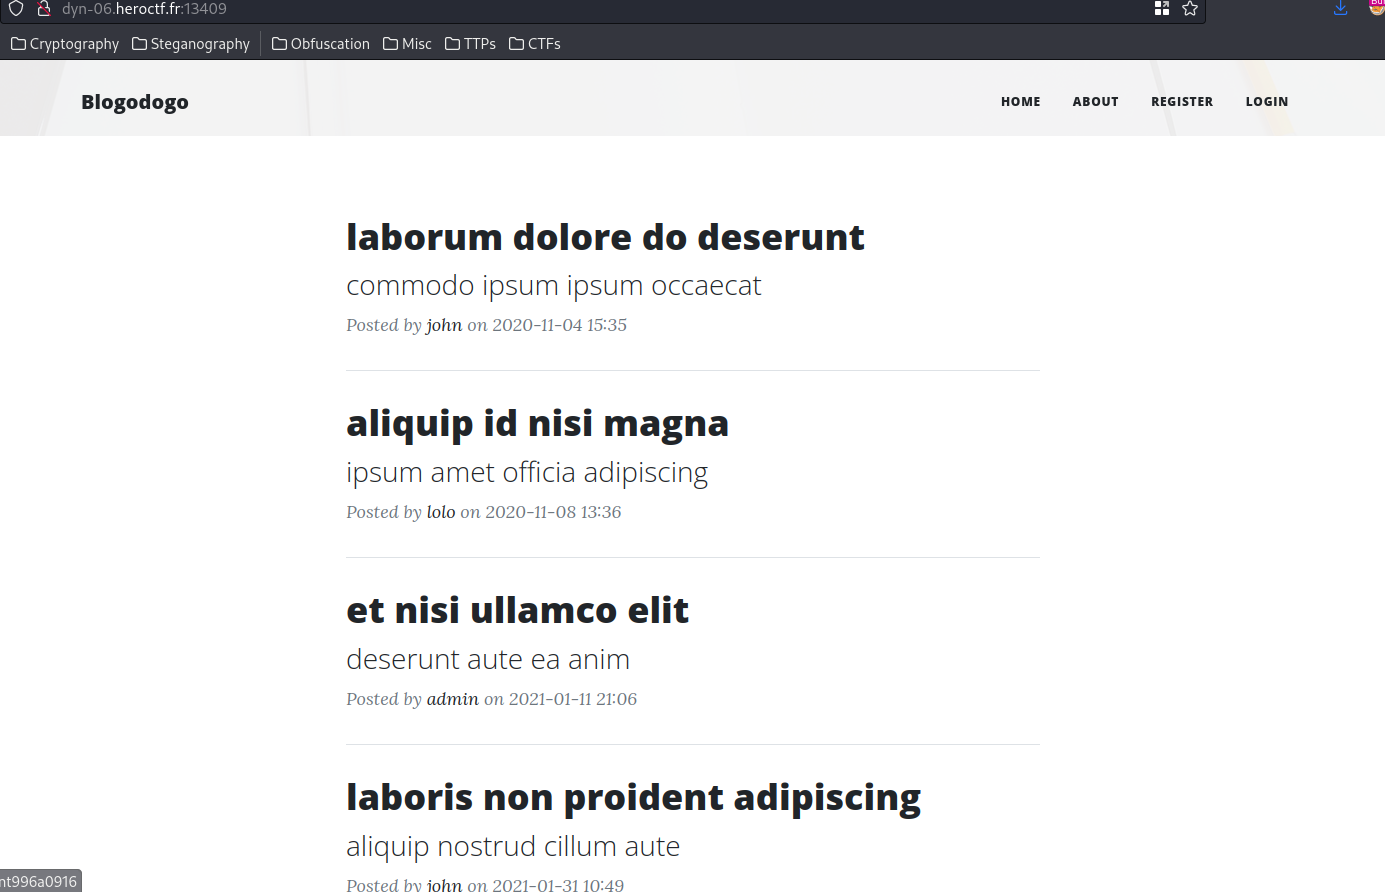 dyn-06.heroctf.fr:13409
Cryptography Steganography Obfuscation Misc TTPs CTFs
Blogodogo HOME ABOUT REGISTER LOGIN
laborum dolore do deserunt
commodo ipsum ipsum occaecat
Posted by john on 2020-11-04 15:35
aliquip id nisi magna
ipsum amet officia adipiscing
Posted by lolo on 2020-11-08 13:36
et nisi ullamco elit
deserunt aute ea anim
Posted by admin on 2021-01-11 21:06
laboris non proident adipiscing
aliquip nostrud cillum aute
nt996a0916
Posted by john on 2021-01-31 10:49